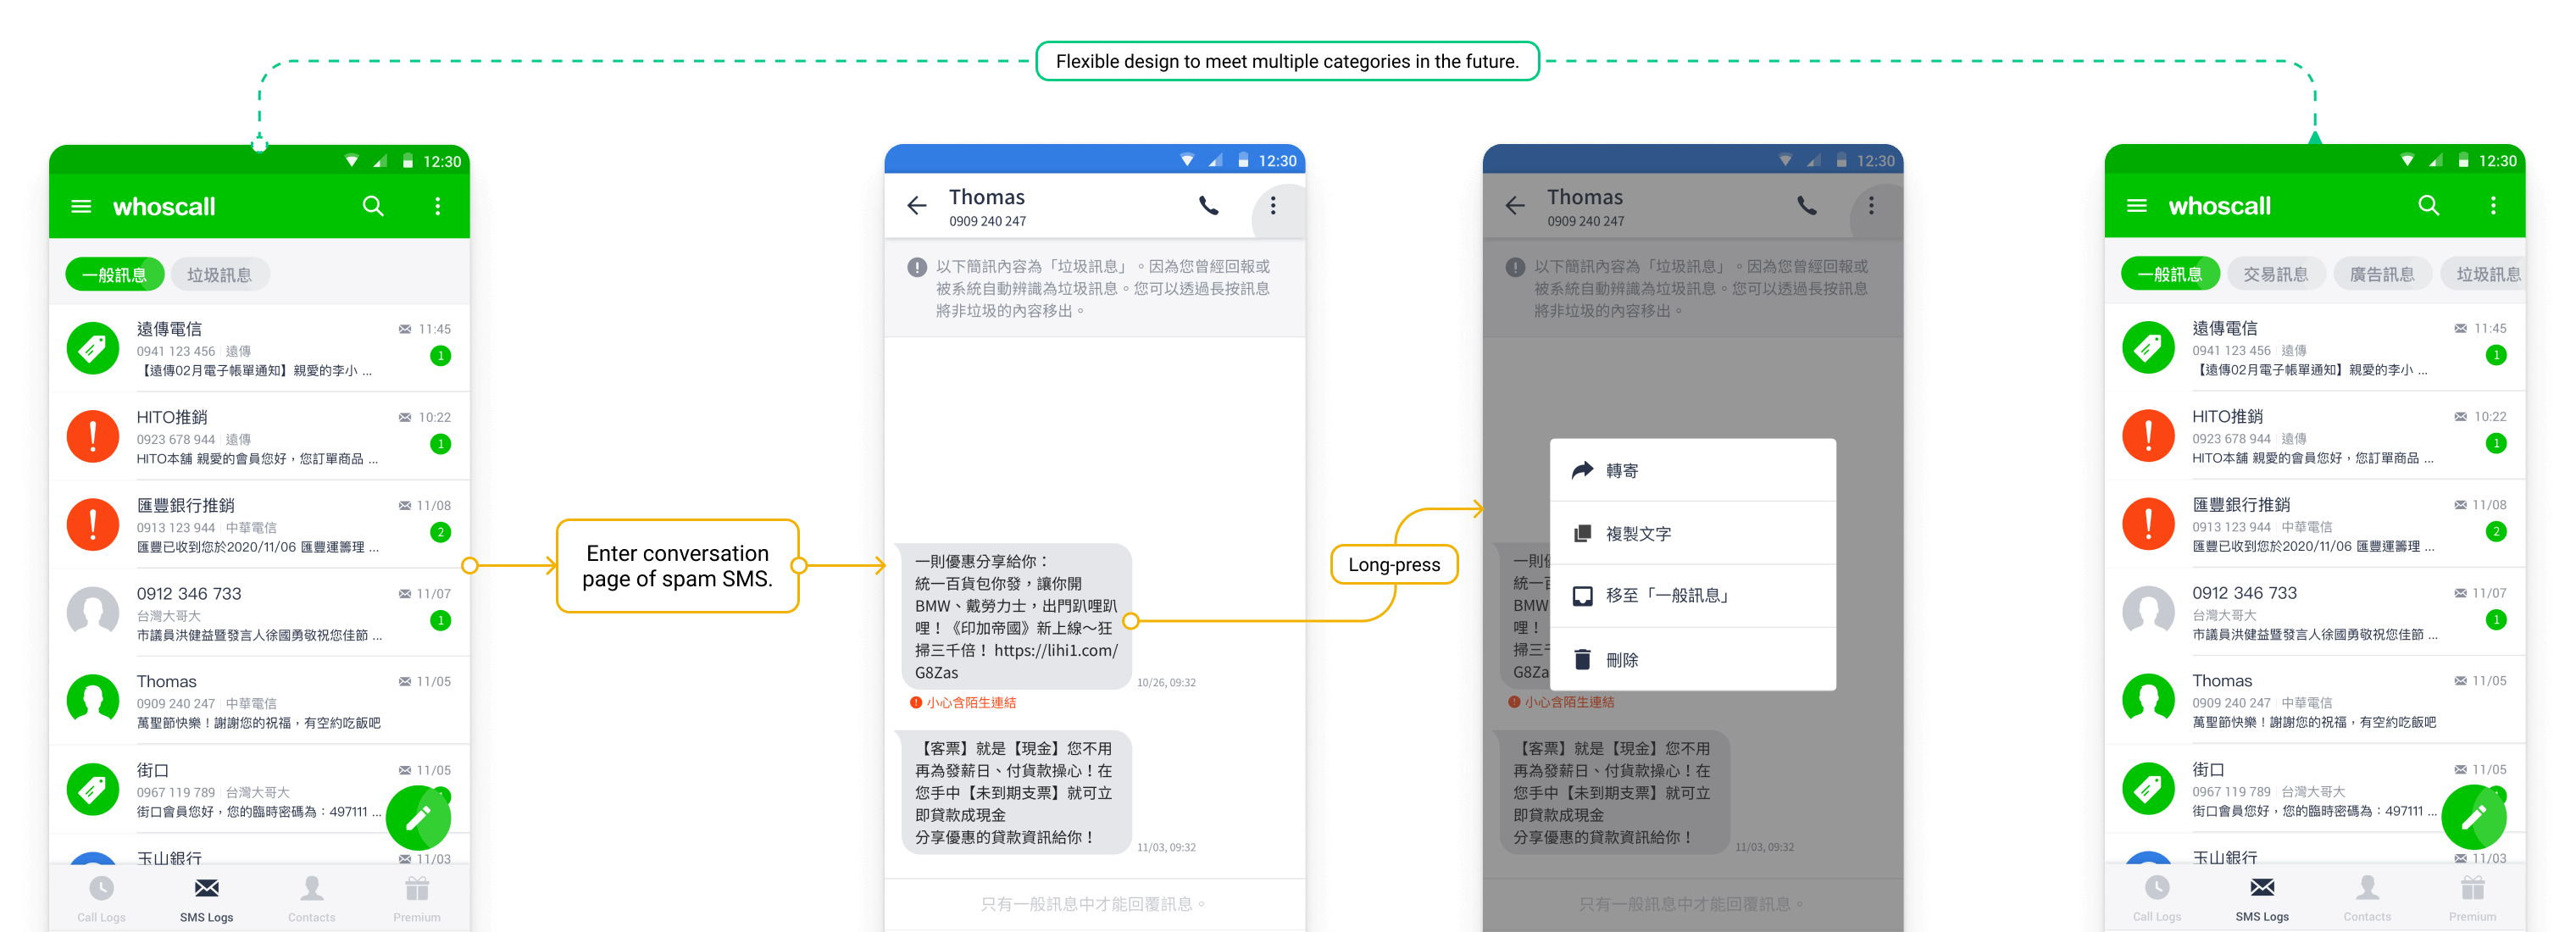 Flexible design to meet multiple categories in the future.
12:30
whoscall
一般訊息
垃圾訊息
遠傳電信
11:45
0941 123 456 遠傳
1
【遠傳02月電子帳單通知】親愛的李小 ...
HITO推銷
10:22
0923 678 944 遠傳
1
HITO本舖 親愛的會員您好，您訂單商品 ...
匯豐銀行推銷
11/08
0913 123 944 中華電信
2
匯豐已收到您於2020/11/06 匯豐運籌理 ...
0912 346 733
11/07
台灣大哥大
1
市議員洪健益暨發言人徐國勇敬祝您佳節 ...
Thomas
11/05
0909 240 247 中華電信
萬聖節快樂！謝謝您的祝福，有空約吃飯吧
街口
11/05
0967 119 789 台灣大哥大
街口會員您好，您的臨時密碼為：497111 ...
玉山銀行
11/03
Call Logs
SMS Logs
Contacts
Premium
Enter conversation
page of spam SMS.
12:30
Thomas
0909 240 247
以下簡訊內容為「垃圾訊息」。因為您曾經回報或
被系統自動辨識為垃圾訊息。您可以透過長按訊息
將非垃圾的內容移出。
一則優惠分享給你：
統一百貨包你發，讓你開
BMW、戴勞力士，出門趴哩趴
哩！《印加帝國》新上線～狂
掃三千倍！ https://lihi1.com/
G8Zas
10/26, 09:32
小心含陌生連結
【客票】就是【現金】您不用
再為發薪日、付貨款操心！在
您手中【未到期支票】就可立
即貸款成現金
分享優惠的貸款資訊給你！
11/03, 09:32
只有一般訊息中才能回覆訊息。
Long-press
12:30
Thomas
0909 240 247
以下簡訊內容為「垃圾訊息」。因為您曾經回報或
被系統自動辨識為垃圾訊息。您可以透過長按訊息
將非垃圾的內容移出。
轉寄
複製文字
移至「一般訊息」
刪除
一則
統一
BMW
哩！
掃三
G8Za
小心含陌生連結
【客票】就是【現金】您不用
再為發薪日、付貨款操心！在
您手中【未到期支票】就可立
即貸款成現金
分享優惠的貸款資訊給你！
11/03, 09:32
只有一般訊息中才能回覆訊息。
12:30
whoscall
一般訊息
交易訊息
廣告訊息
垃圾訊息
遠傳電信
11:45
0941 123 456 遠傳
1
【遠傳02月電子帳單通知】親愛的李小 ...
HITO推銷
10:22
0923 678 944 遠傳
1
HITO本舖 親愛的會員您好，您訂單商品 ...
匯豐銀行推銷
11/08
0913 123 944 中華電信
2
匯豐已收到您於2020/11/06 匯豐運籌理 ...
0912 346 733
11/07
台灣大哥大
1
市議員洪健益暨發言人徐國勇敬祝您佳節 ...
Thomas
11/05
0909 240 247 中華電信
萬聖節快樂！謝謝您的祝福，有空約吃飯吧
街口
11/05
0967 119 789 台灣大哥大
街口會員您好，您的臨時密碼為：497111 ...
玉山銀行
11/03
Call Logs
SMS Logs
Contacts
Premium